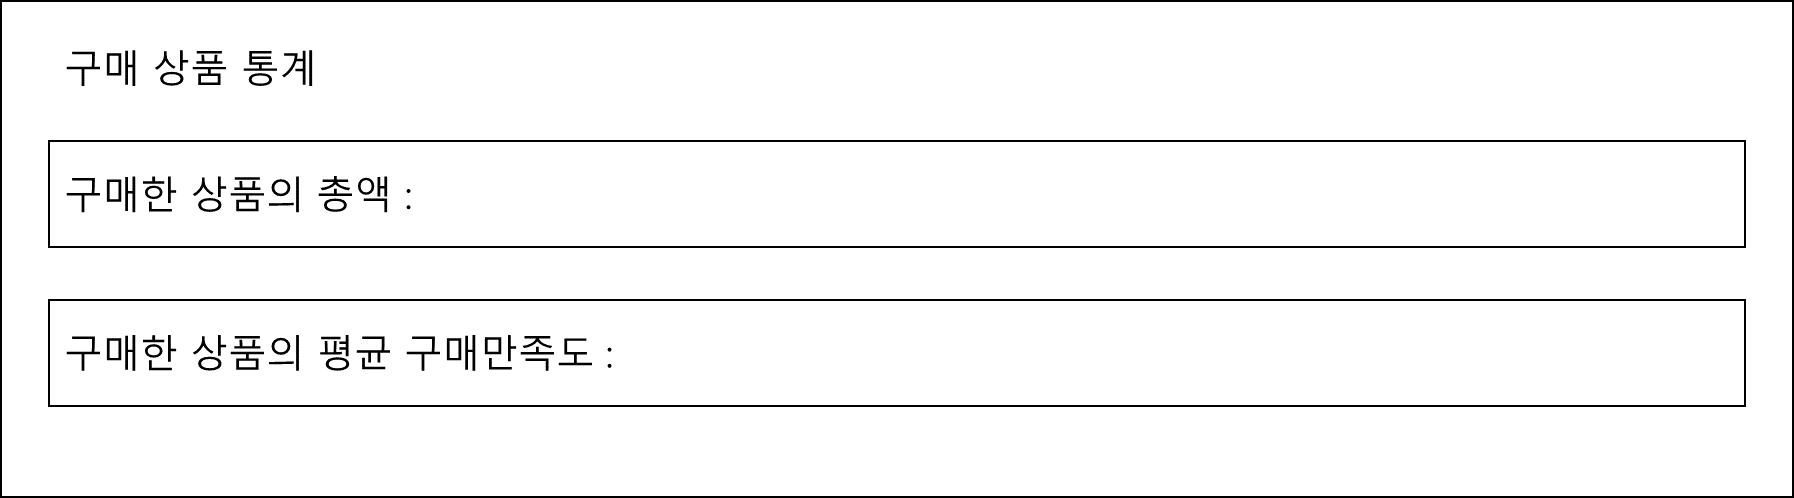 구매 상품 통계
구매한 상품의 총액 :
구매한 상품의 평균 구매만족도 :